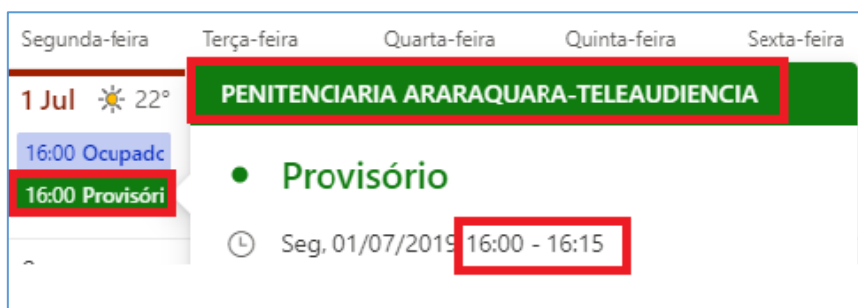 Segunda-feira Terça-feira Quarta-feira Quinta-feira Sexta-feira
1 Jul 22°
PENITENCIARIA ARARAQUARA-TELEAUDIENCIA
16:00 Ocupadc
16:00 Provisóri
Provisório
Seg, 01/07/2019 16:00 - 16:15